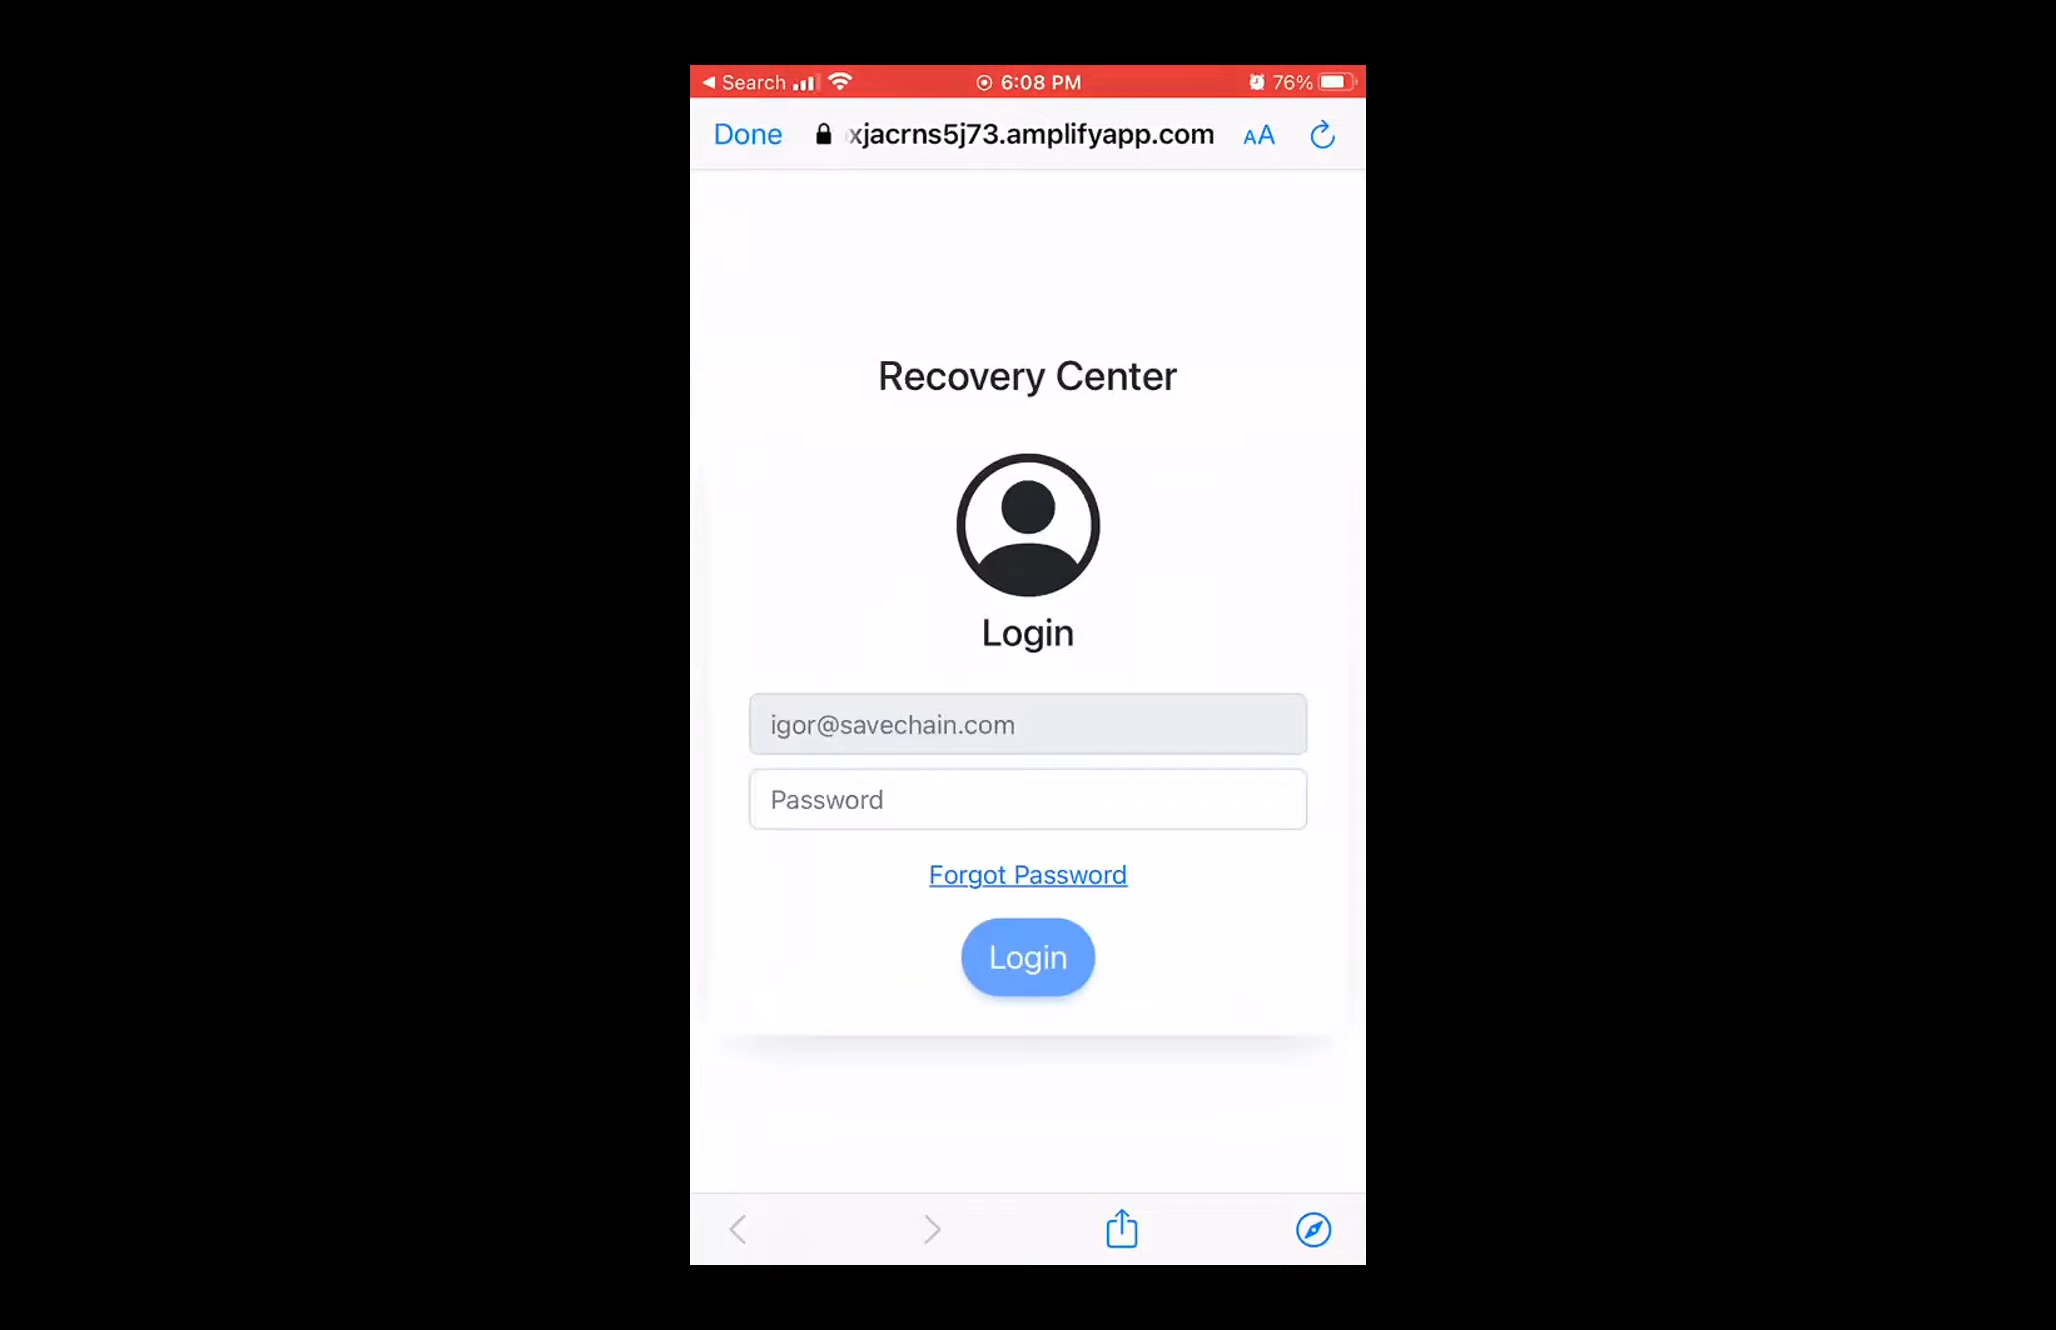 Search 6:08 PM 76%
Done xjacrns5j73.amplifyapp.com AA
Recovery Center
Login
igor@savechain.com
Password
Forgot Password
Login